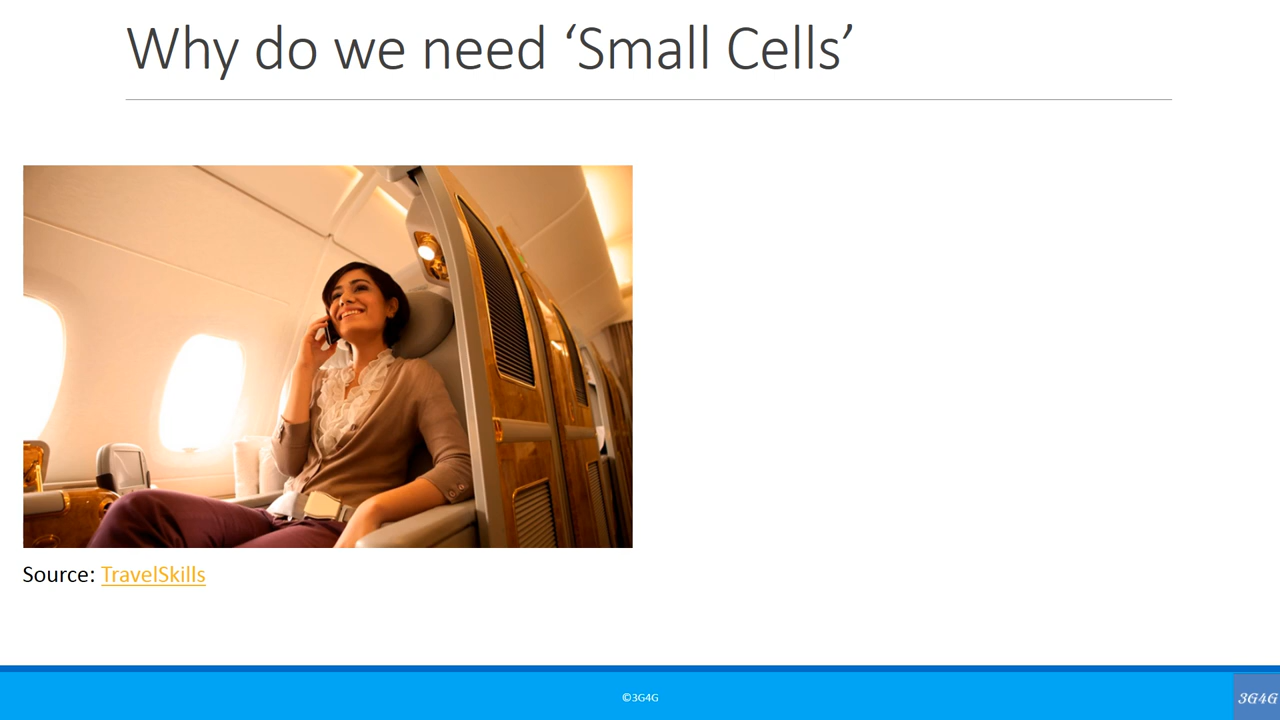 Why do we need ‘Small Cells’
Source: TravelSkills
©3G4G
3G4G